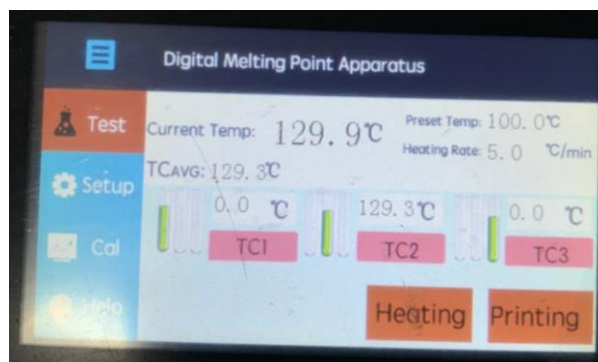 Digital Melting Point Apparatus
Test
Current Temp: 129.9℃
Preset Temp: 100.0℃
Heating Rate: 5.0 ℃/min
TCAVG: 129.3℃
Setup
0.0 ℃
129.3℃
0.0 ℃
Cal
TC1
TC2
TC3
Help
Heating
Printing